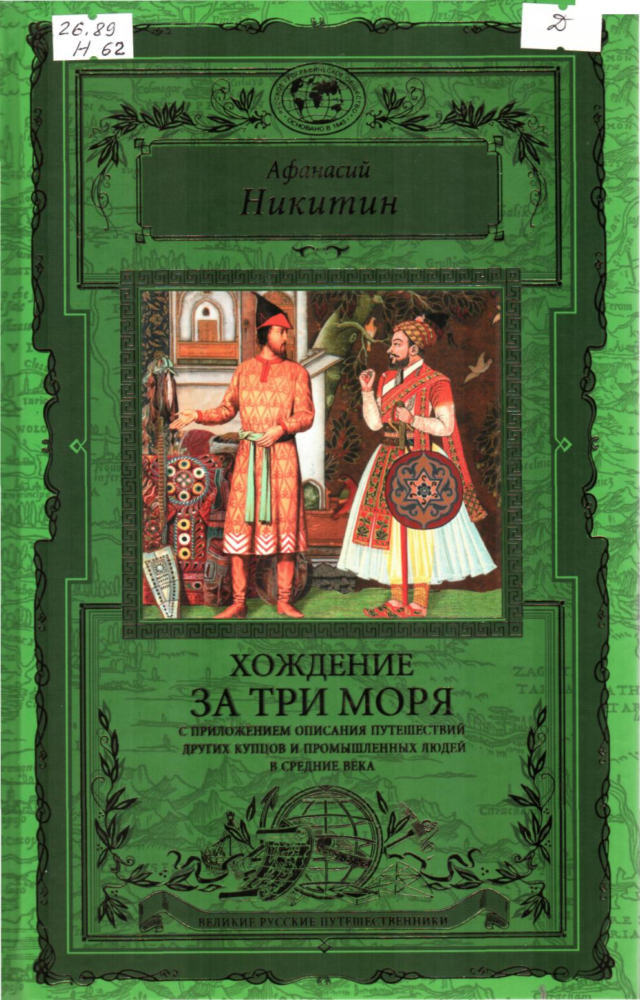 26.89
Н 62
Д
РУССКОЕ ГЕОГРАФИЧЕСКОЕ ОБЩЕСТВО
ОСНОВАНО В 1845 г.
Афанасий
Никитин
ХОЖДЕНИЕ
ЗА ТРИ МОРЯ
С ПРИЛОЖЕНИЕМ ОПИСАНИЯ ПУТЕШЕСТВИЙ
ДРУГИХ КУПЦОВ И ПРОМЫШЛЕННЫХ ЛЮДЕЙ
В СРЕДНИЕ ВЕКА
ВЕЛИКИЕ РУССКИЕ ПУТЕШЕСТВЕННИКИ